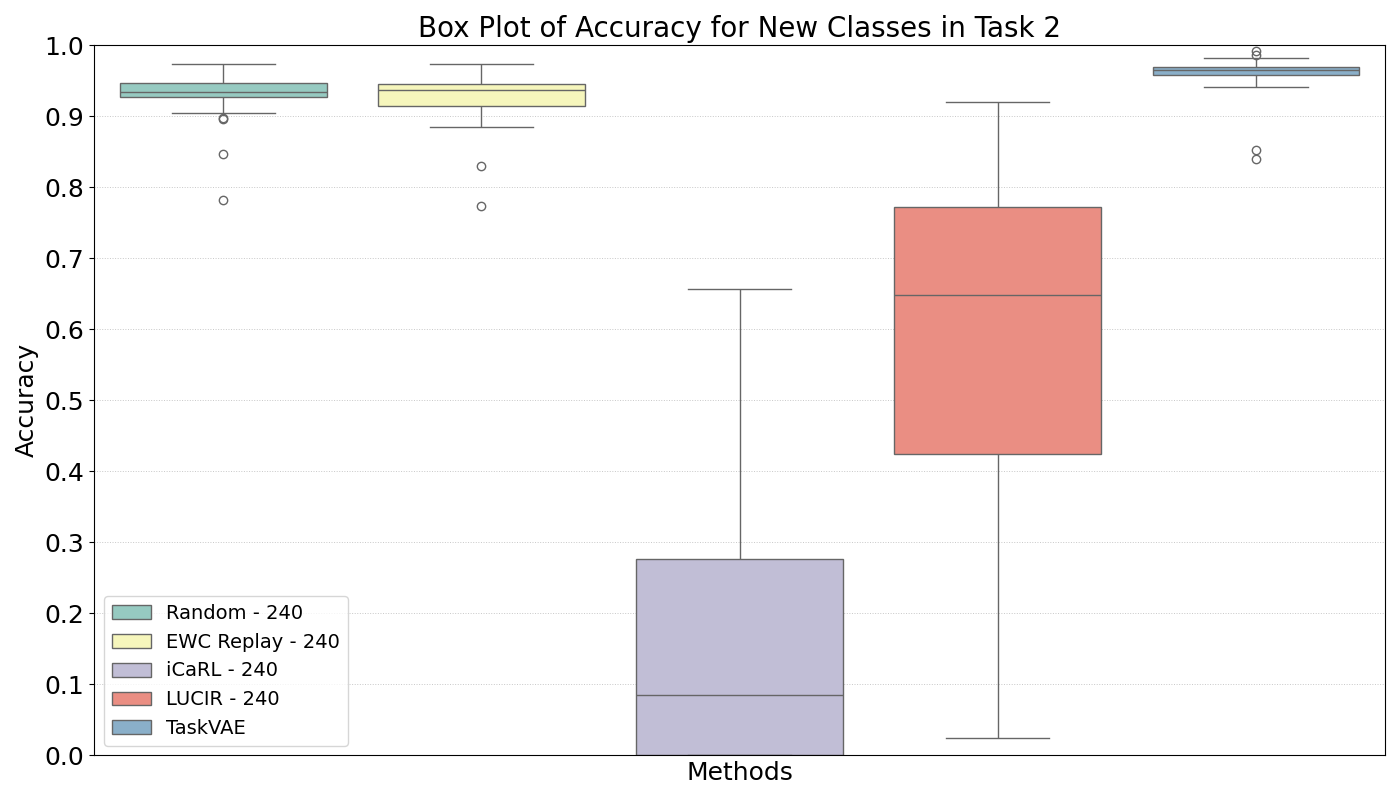 Box Plot of Accuracy for New Classes in Task 2
1.0
0.9
0.8
0.7
0.6
0.5
0.4
0.3
0.2
0.1
0.0
Accuracy
Random - 240
EWC Replay - 240
iCaRL - 240
LUCIR - 240
TaskVAE
Methods